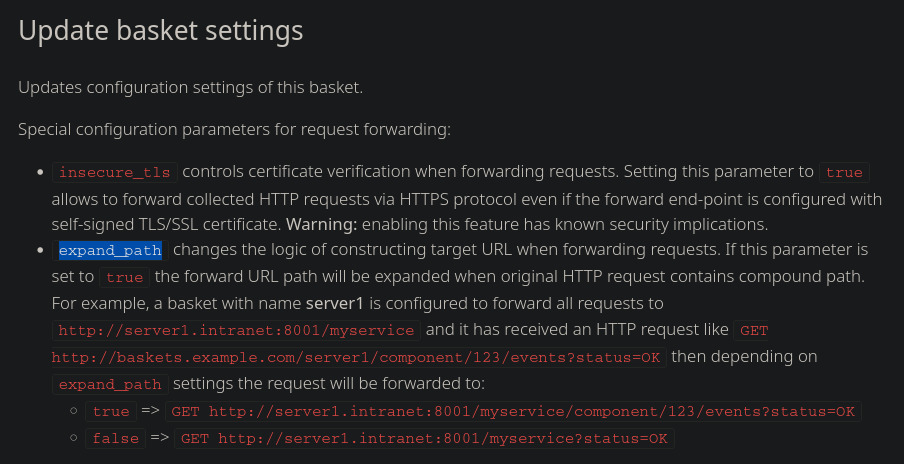 Update basket settings
Updates configuration settings of this basket.
Special configuration parameters for request forwarding:
• insecure_tls controls certificate verification when forwarding requests. Setting this parameter to true
allows to forward collected HTTP requests via HTTPS protocol even if the forward end-point is configured with
self-signed TLS/SSL certificate. Warning: enabling this feature has known security implications.
• expand_path changes the logic of constructing target URL when forwarding requests. If this parameter is
set to true the forward URL path will be expanded when original HTTP request contains compound path.
For example, a basket with name server1 is configured to forward all requests to
http://server1.intranet:8001/myservice and it has received an HTTP request like GET
http://baskets.example.com/server1/component/123/events?status=OK then depending on
expand_path settings the request will be forwarded to:
◦ true => GET http://server1.intranet:8001/myservice/component/123/events?status=OK
◦ false => GET http://server1.intranet:8001/myservice?status=OK